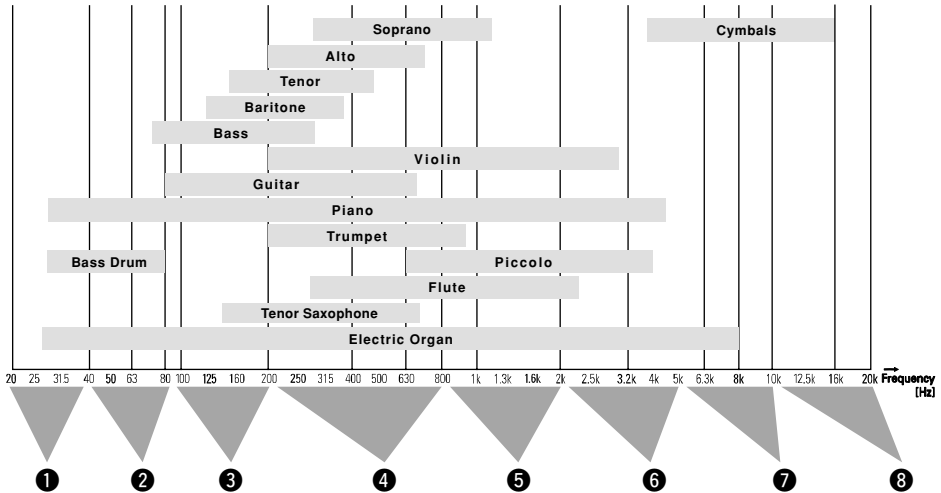 Soprano Cymbals
Alto
Tenor
Baritone
Bass
Violin
Guitar
Piano
Trumpet
Bass Drum Piccolo
Flute
Tenor Saxophone
Electric Organ
20 25 31.5 40 50 63 80 100 125 160 200 250 315 400 500 630 800 1k 1.3k 1.6k 2k 2.5k 3.2k 4k 5k 6.3k 8k 10k 12.5k 16k 20k Frequency
[Hz]
❶ ❷ ❸ ❹ ❺ ❻ ❼ ❽